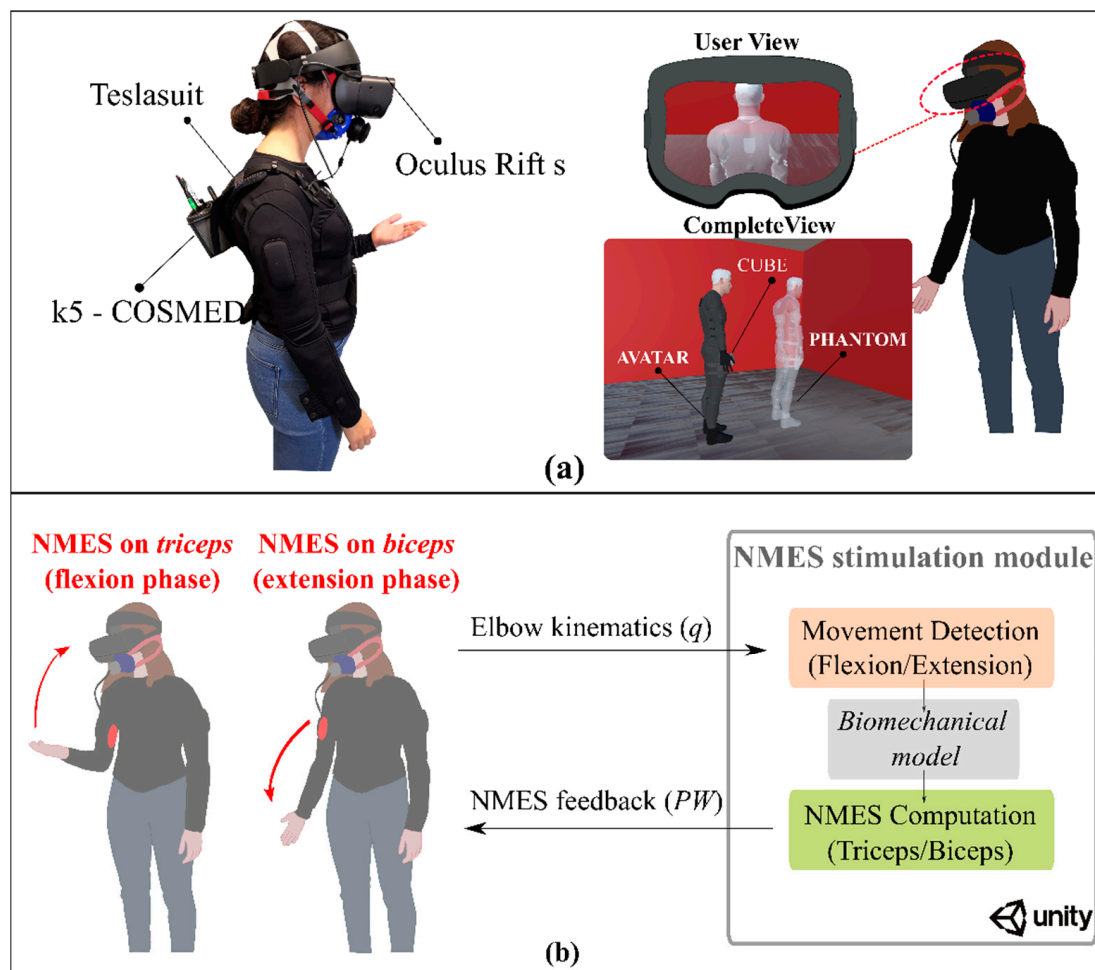 Teslasuit
Oculus Rift s
k5 - COSMED
User View
CompleteView
CUBE
AVATAR
PHANTOM
(a)
NMES on triceps
(flexion phase)
NMES on biceps
(extension phase)
Elbow kinematics (q)
NMES feedback (PW)
NMES stimulation module
Movement Detection
(Flexion/Extension)
Biomechanical
model
NMES Computation
(Triceps/Biceps)
unity
(b)